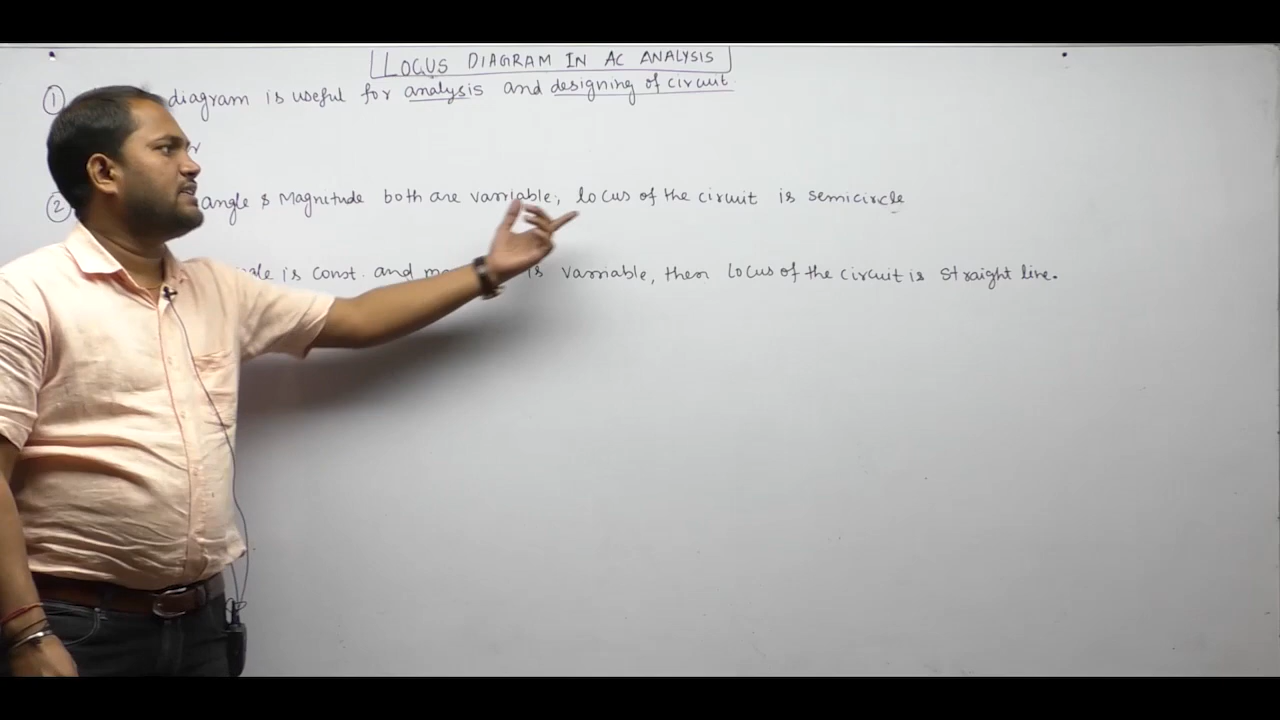 LOCUS DIAGRAM IN AC ANALYSIS
① diagram is useful for analysis and designing of circuit
② angle & Magnitude both are varriable; locus of the circuit is semicircle
is const. and is varriable, then locus of the circuit is straight line.